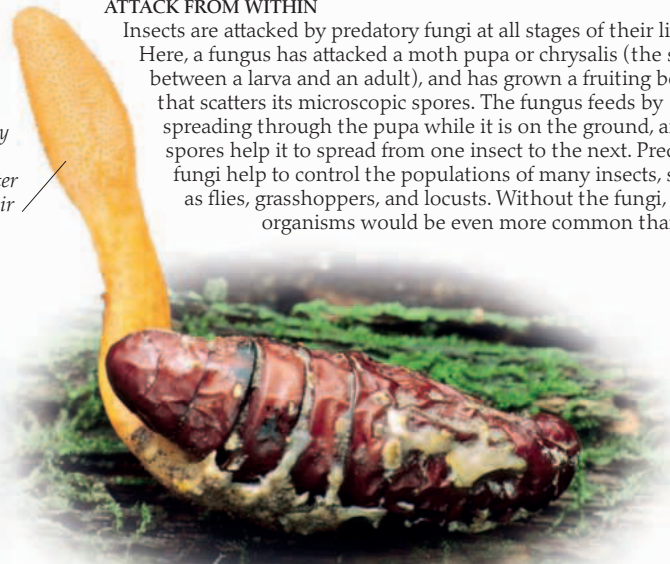 ATTACK FROM WITHIN
Insects are attacked by predatory fungi at all stages of their
Here, a fungus has attacked a moth pupa or chrysalis (the
between a larva and an adult), and has grown a fruiting
that scatters its microscopic spores. The fungus feeds by
spreading through the pupa while it is on the ground,
spores help it to spread from one insect to the next.
fungi help to control the populations of many insects,
as flies, grasshoppers, and locusts. Without the fungi,
organisms would be even more common